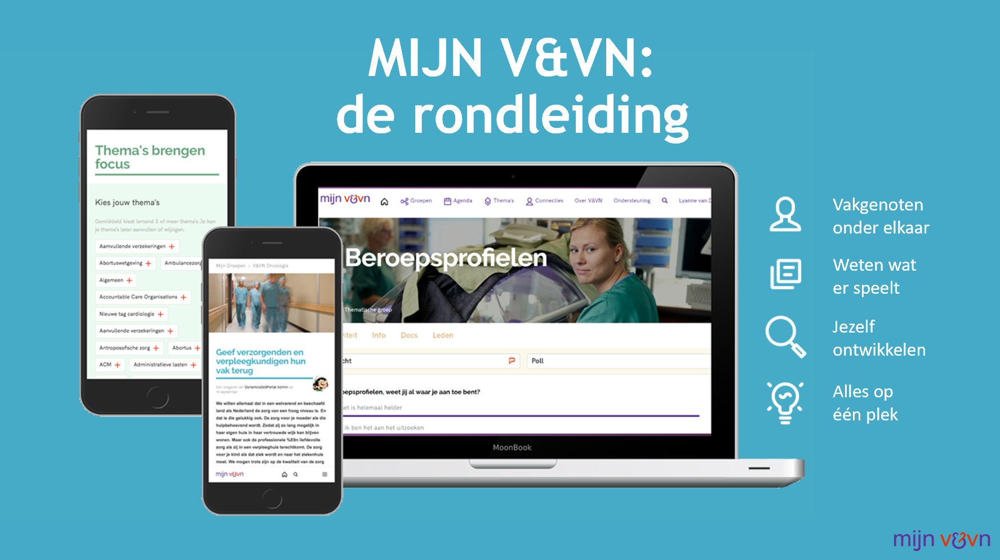 MIJN V&VN:
de rondleiding
Thema's brengen
focus
Kies jouw thema's
Gemiddeld kiest iemand 3 of meer thema's Je kan
je thema's later aanvullen of wijzigen.
Aamvullende verzekeringen +
Abortuswetgeving + Ambulancezorg
Algemeen +
Accountable Care Organisations +
Nieuwe tag cardiologie +
Aanvullende verzekeringen +
Antroposofische zorg + Abortus +
ACM + Administratieve lasten +
Mijn Groepen > V&VN Oncologie
Geef verzorgenden en
verpleegkundigen hun
vak terug
Een blogpost van Dynamics365Portal Admin op
14 september.
We willen allemaal dat in een welvarend en beschaafd
land als Nederland de zorg van een hoog niveau is. En
dat is die gelukkig ook. De zorg voor je moeder als die
hulpbehoevend wordt. Zodat zij zo lang mogelijk in
haar eigen huis in haar vertrouwde wijk kan blijven
wonen. Maar ook de professionele %E9n liefdevolle
zorg als zij in een verpleeghuis terechtkomt. De zorg
voor je kind als dat ziek wordt en naar het ziekenhuis
moet. We mogen trots zijn op de kwaliteit van de zorg
mijn v&vn
mijn v&vn Groepen Agenda Thema's Connecties Over V&VN Ondersteuning Lyanne van D
Beroepsprofielen
Thematische groep
iteit Info Docs Leden
cht Poll
epsprofielen, weet jij al waar je aan toe bent?
et is helemaal helder
ik ben het aan het uitzoeken
MoonBook
Vakgenoten
onder elkaar
Weten wat
er speelt
Jezelf
ontwikkelen
Alles op
één plek
mijn v&vn